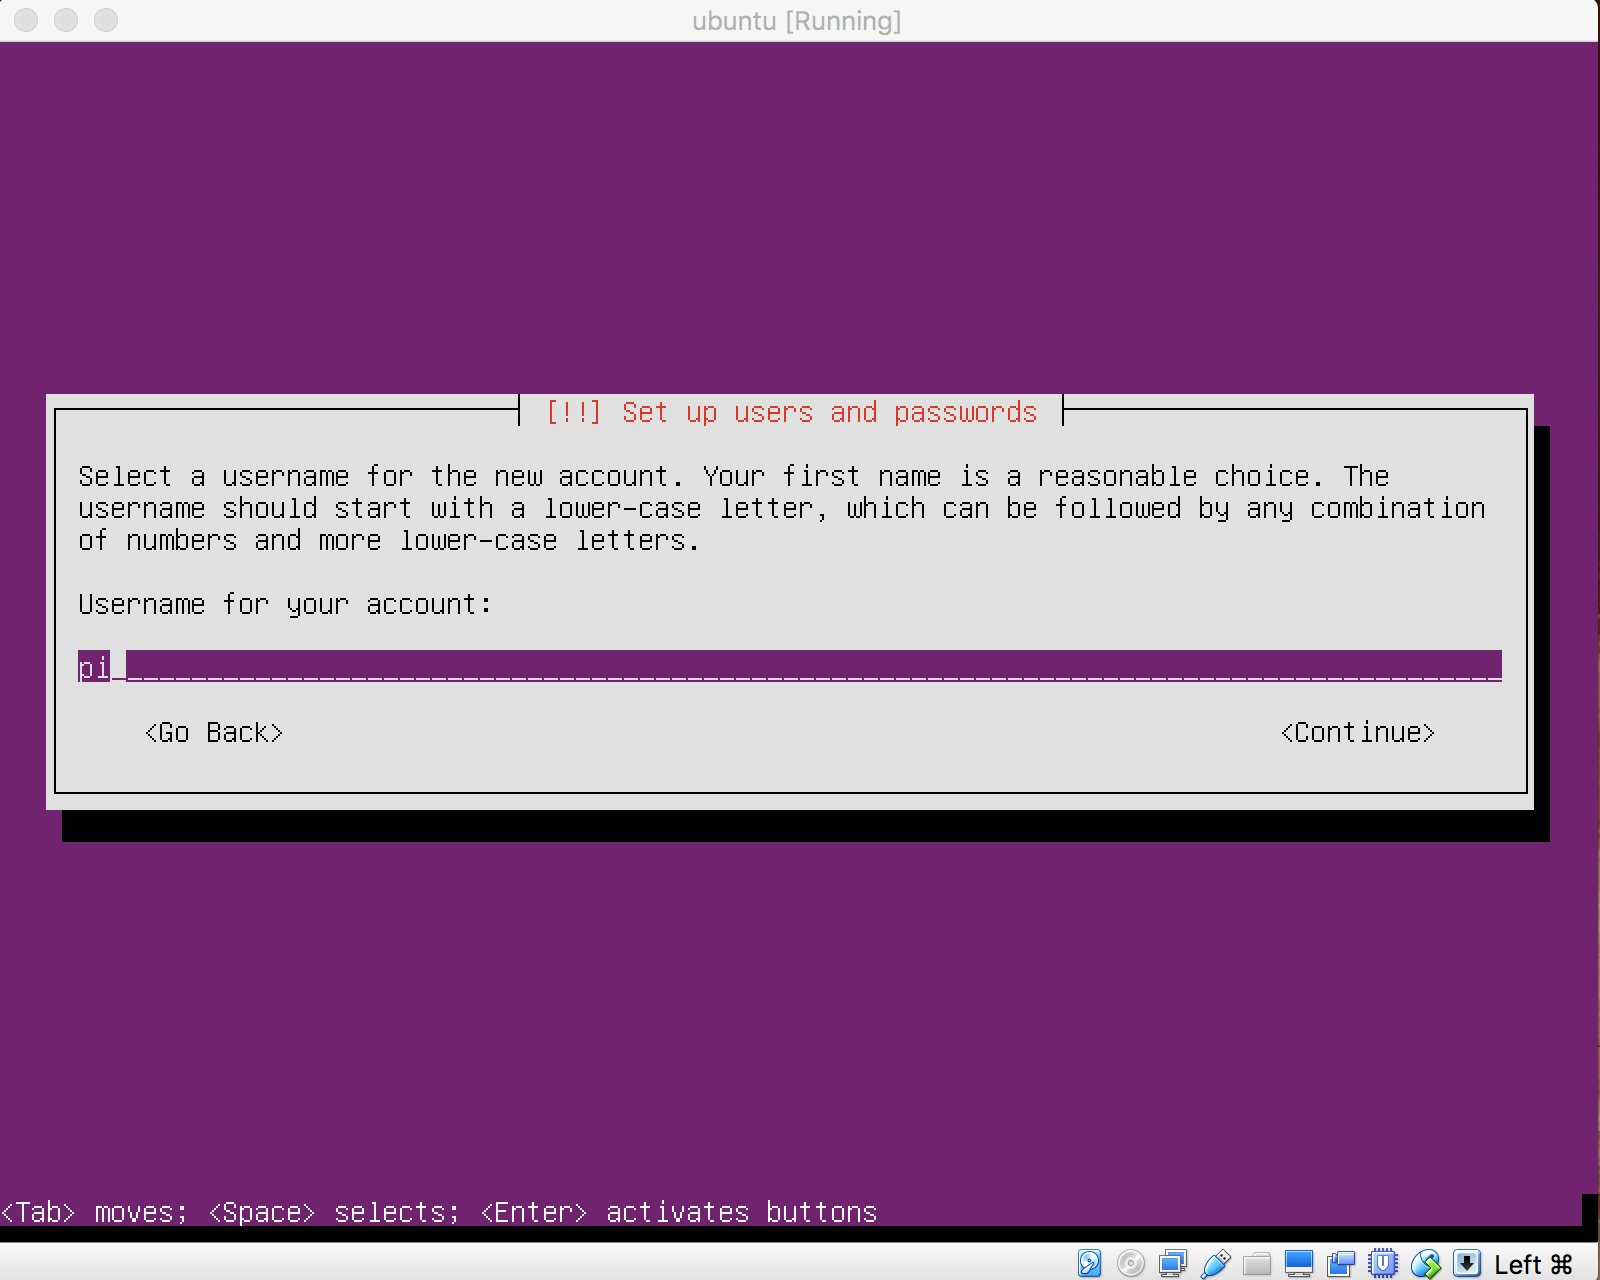 ubuntu [Running]
[!!] Set up users and passwords
Select a username for the new account. Your first name is a reasonable choice. The
username should start with a lower-case letter, which can be followed by any combination
of numbers and more lower-case letters.
Username for your account:
pi
<Go Back> <Continue>
<Tab> moves; <Space> selects; <Enter> activates buttons
Left ⌘